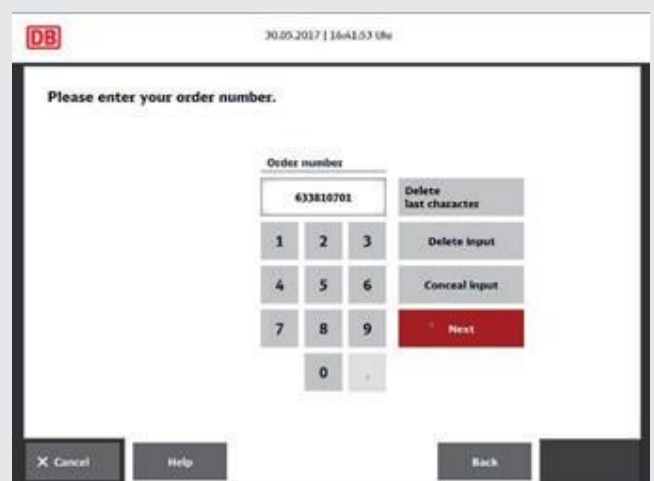 DB
30.05.2017 | 16:41:53 Uhr
Please enter your order number.
Order number
633810701
Delete
last character
1 2 3 Delete input
4 5 6 Conceal input
7 8 9 Next
0 ,
X Cancel Help Back